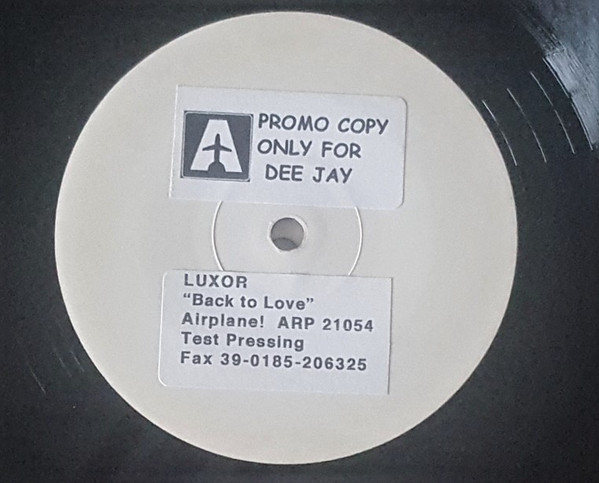 A
PROMO COPY
ONLY FOR
DEE JAY
LUXOR
“Back to Love”
Airplane! ARP 21054
Test Pressing
Fax 39-0185-206325